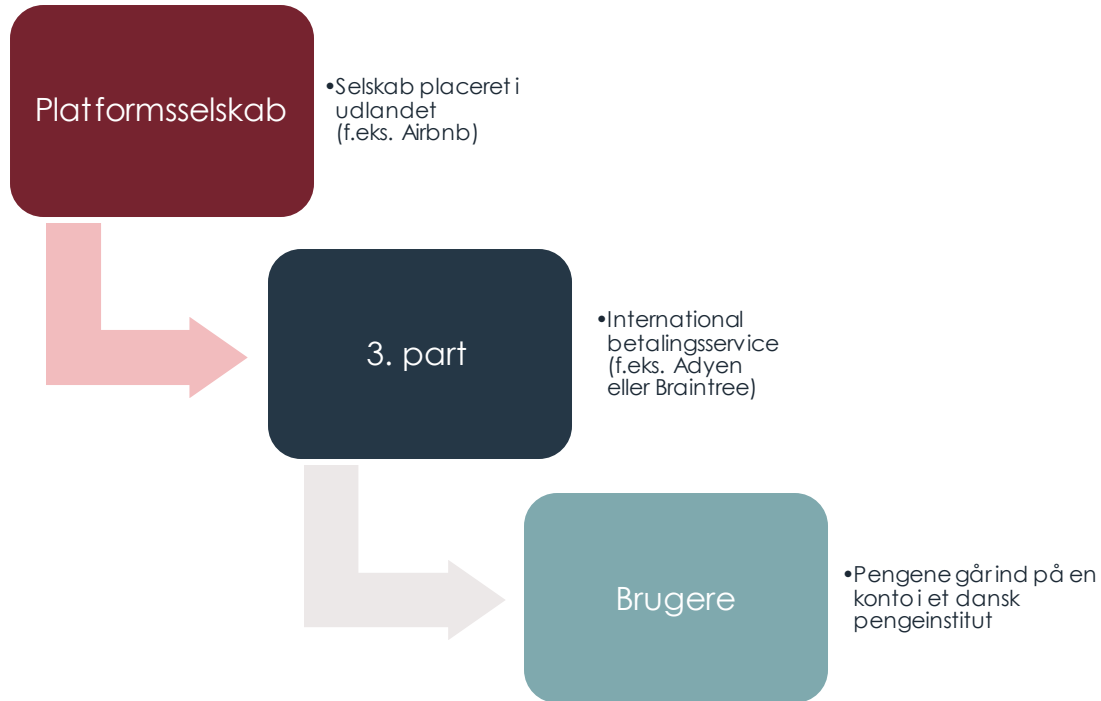 Platformsselskab
•Selskab placeret i
udlandet
(f.eks. Airbnb)
3. part
•International
betalingsservice
(f.eks. Adyen
eller Braintree)
Brugere
•Pengene går ind på en
konto i et dansk
pengeinstitut